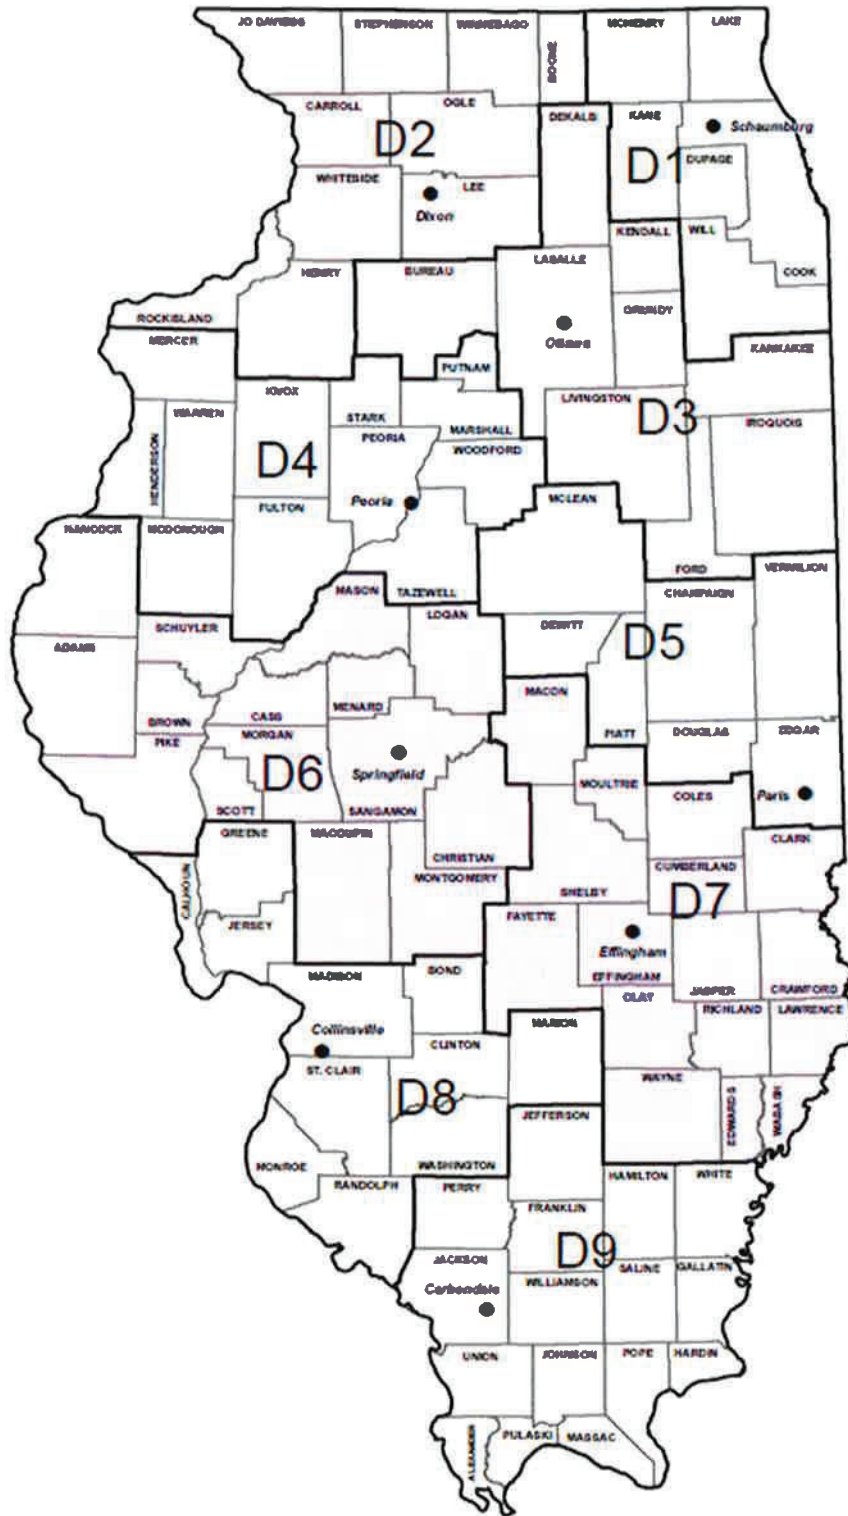 JO DAVIESS
STEPHENSON
WINNEBAGO
BOONE
MCHENRY
LAKE
CARROLL
OGLE
DEKALB
KANE
Schaumburg
D2
D1
DUPAGE
WHITESIDE
LEE
Dixon
KENDALL
WILL
LASALLE
COOK
HENRY
BUREAU
GRUNDY
ROCK ISLAND
Ottawa
MERCER
KANKAKEE
PUTNAM
KNOX
LIVINGSTON
STARK
WARREN
D3
MARSHALL
IROQUOIS
PEORIA
HENDERSON
D4
WOODFORD
Peoria
MCLEAN
FULTON
HANCOCK
MCDONOUGH
FORD
VERMILION
MASON
TAZEWELL
CHAMPAIGN
LOGAN
SCHUYLER
DEWITT
ADAMS
D5
MENARD
MACON
BROWN
CASS
PIKE
MORGAN
PIATT
DOUGLAS
EDGAR
D6
Springfield
MOULTRIE
COLES
Paris
SCOTT
SANGAMON
GREENE
MACOUPIN
CLARK
CHRISTIAN
CUMBERLAND
MONTGOMERY
CALHOUN
SHELBY
D7
FAYETTE
JERSEY
Effingham
MADISON
BOND
EFFINGHAM
JASPER
CRAWFORD
CLAY
RICHLAND
LAWRENCE
Collinsville
MARION
CLINTON
ST. CLAIR
WAYNE
D8
EDWARDS
WABASH
JEFFERSON
MONROE
WASHINGTON
HAMILTON
WHITE
RANDOLPH
PERRY
FRANKLIN
D9
JACKSON
SALINE
GALLATIN
Carbondale
WILLIAMSON
UNION
JOHNSON
POPE
HARDIN
ALEXANDER
PULASKI
MASSAC